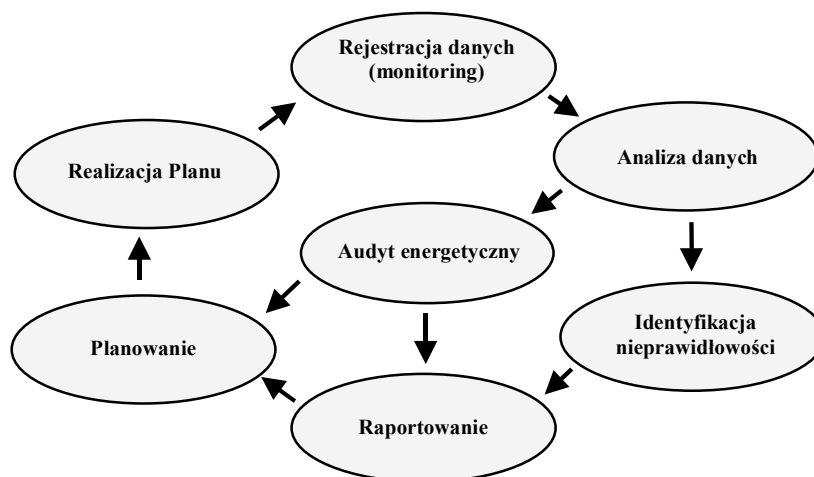 Rejestracja danych
(monitoring)
Analiza danych
Realizacja Planu
Audyt energetyczny
Identyfikacja
nieprawidłowości
Planowanie
Raportowanie